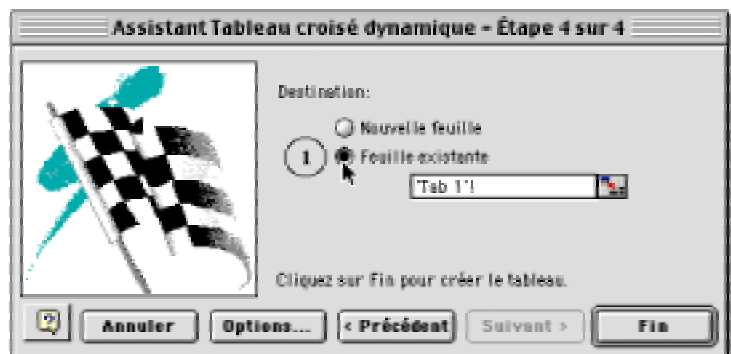 Assistant Tableau croisé dynamique – Étape 4 sur 4
Destination:
Nouvelle feuille
1 Feuille existante
'Tab 1'!
Cliquez sur Fin pour créer le tableau.
Annuler Options... < Précédent Suivant > Fin